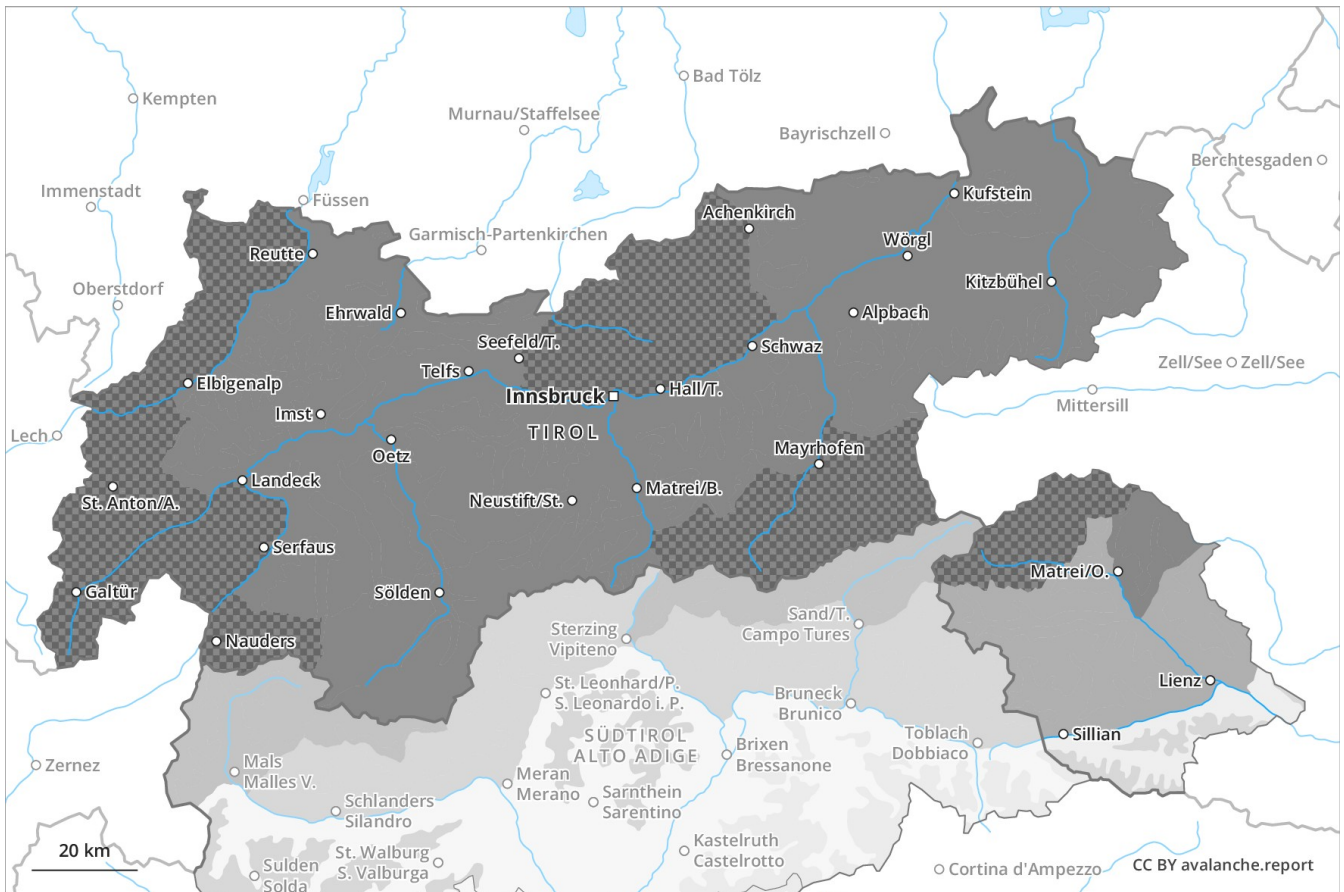 Kempten
Bad Tölz
Murnau/Staffelsee
Bayrischzell
Berchtesgaden
Immenstadt
Füssen
Kufstein
Achenkirch
Garmisch-Partenkirchen
Reutte
Wörgl
Oberstdorf
Kitzbühel
Ehrwald
Alpbach
Seefeld/T.
Schwaz
Telfs
Zell/See
Zell/See
Elbigenalp
Hall/T.
Innsbruck
Mittersill
Imst
Lech
TIROL
Oetz
Mayrhofen
Landeck
Matrei/B.
St. Anton/A.
Neustift/St.
Serfaus
Matrei/O.
Galtür
Sölden
Sand/T.
Campo Tures
Nauders
Sterzing
Vipiteno
Lienz
St. Leonhard/P.
S. Leonardo i. P.
Bruneck
Brunico
SÜDTIROL
ALTO ADIGE
Toblach
Dobbiaco
Sillian
Brixen
Bressanone
Mals
Malles V.
Zernez
Meran
Merano
Sarnthein
Sarentino
Schlanders
Silandro
Kastelruth
Castelrotto
20 km
St. Walburg
S. Valburga
Sulden
Solda
Cortina d'Ampezzo
CC BY avalanche.report